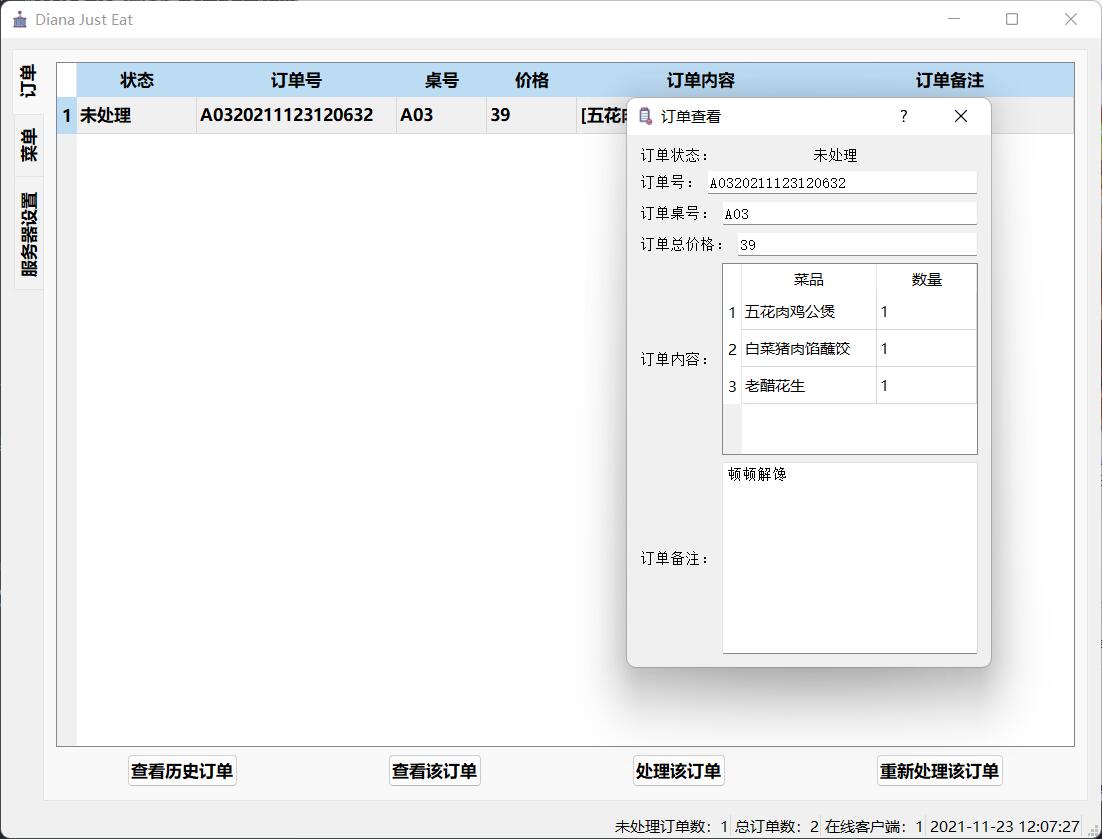 Diana Just Eat
订单
菜单
服务器设置
状态 订单号 桌号 价格 订单内容 订单备注
1 未处理 A0320211123120632 A03 39 [五花
订单查看 ?
订单状态: 未处理
订单号: A0320211123120632
订单桌号: A03
订单总价格: 39
订单内容:
菜品 数量
1 五花肉鸡公煲 1
2 白菜猪肉馅蘸饺 1
3 老醋花生 1
订单备注:
顿顿解馋
查看历史订单 查看该订单 处理该订单 重新处理该订单
未处理订单数: 1 总订单数: 2 在线客户端: 1 2021-11-23 12:07:27